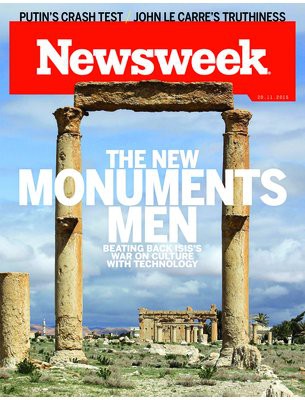 PUTIN'S CRASH TEST | JOHN LE CARRE'S TRUTHINESS
Newsweek
THE NEW
MONUMENTS
MEN
BEATING BACK ISIS'S
WAR ON CULTURE
WITH TECHNOLOGY